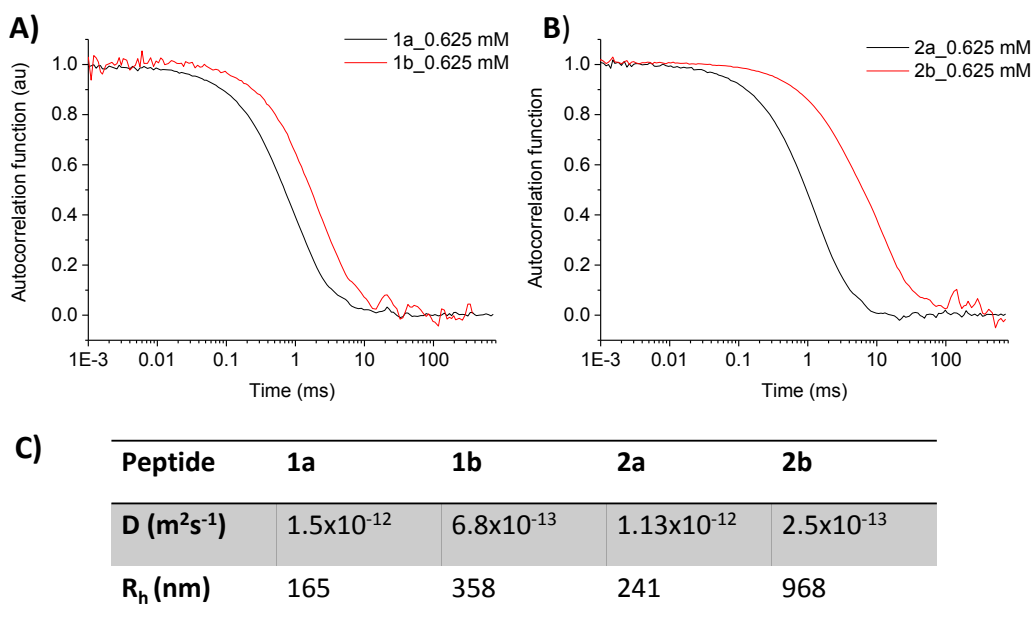 A)
1a_0.625 mM
1b_0.625 mM
Autocorrelation function (au)
1.0
0.8
0.6
0.4
0.2
0.0
1E-3 0.01 0.1 1 10 100
Time (ms)
B)
2a_0.625 mM
2b_0.625 mM
Autocorrelation function
1.0
0.8
0.6
0.4
0.2
0.0
1E-3 0.01 0.1 1 10 100
Time (ms)
C)
Peptide 1a 1b 2a 2b
D (m²s⁻¹) 1.5x10⁻¹² 6.8x10⁻¹³ 1.13x10⁻¹² 2.5x10⁻¹³
Rₕ (nm) 165 358 241 968